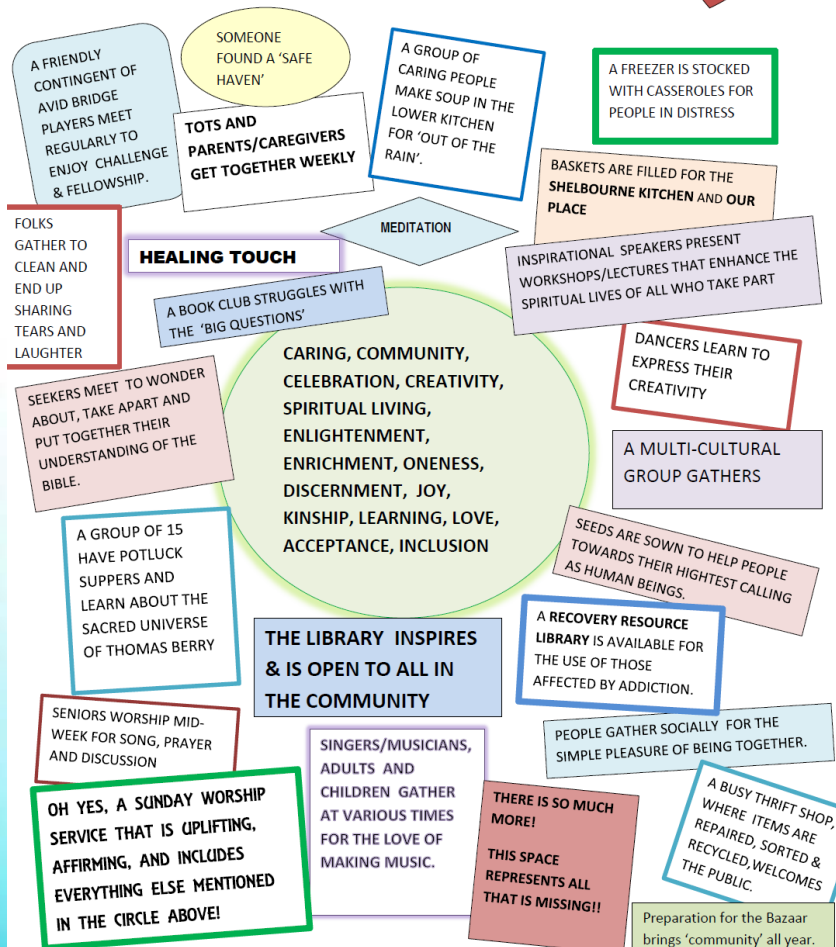 A FRIENDLY
CONTINGENT OF
AVID BRIDGE
PLAYERS MEET
REGULARLY TO
ENJOY CHALLENGE
& FELLOWSHIP.
SOMEONE
FOUND A ‘SAFE
HAVEN’
TOTS AND
PARENTS/CAREGIVERS
GET TOGETHER WEEKLY
A GROUP OF
CARING PEOPLE
MAKE SOUP IN THE
LOWER KITCHEN
FOR ‘OUT OF THE
RAIN’.
A FREEZER IS STOCKED
WITH CASSEROLES FOR
PEOPLE IN DISTRESS
BASKETS ARE FILLED FOR THE
SHELBOURNE KITCHEN AND OUR
PLACE
FOLKS
GATHER TO
CLEAN AND
END UP
SHARING
TEARS AND
LAUGHTER
HEALING TOUCH
MEDITATION
INSPIRATIONAL SPEAKERS PRESENT
WORKSHOPS/LECTURES THAT ENHANCE THE
SPIRITUAL LIVES OF ALL WHO TAKE PART
A BOOK CLUB STRUGGLES WITH
THE ‘BIG QUESTIONS’
CARING, COMMUNITY,
CELEBRATION, CREATIVITY,
SPIRITUAL LIVING,
ENLIGHTENMENT,
ENRICHMENT, ONENESS,
DISCERNMENT, JOY,
KINSHIP, LEARNING, LOVE,
ACCEPTANCE, INCLUSION
DANCERS LEARN TO
EXPRESS THEIR
CREATIVITY
SEEKERS MEET TO WONDER
ABOUT, TAKE APART AND
PUT TOGETHER THEIR
UNDERSTANDING OF THE
BIBLE.
A MULTI-CULTURAL
GROUP GATHERS
A GROUP OF 15
HAVE POTLUCK
SUPPERS AND
LEARN ABOUT THE
SACRED UNIVERSE
OF THOMAS BERRY
SEEDS ARE SOWN TO HELP PEOPLE
TOWARDS THEIR HIGHTEST CALLING
AS HUMAN BEINGS.
THE LIBRARY INSPIRES
& IS OPEN TO ALL IN
THE COMMUNITY
A RECOVERY RESOURCE
LIBRARY IS AVAILABLE FOR
THE USE OF THOSE
AFFECTED BY ADDICTION.
SENIORS WORSHIP MID-
WEEK FOR SONG, PRAYER
AND DISCUSSION
PEOPLE GATHER SOCIALLY FOR THE
SIMPLE PLEASURE OF BEING TOGETHER.
OH YES, A SUNDAY WORSHIP
SERVICE THAT IS UPLIFTING,
AFFIRMING, AND INCLUDES
EVERYTHING ELSE MENTIONED
IN THE CIRCLE ABOVE!
SINGERS/MUSICIANS,
ADULTS AND
CHILDREN GATHER
AT VARIOUS TIMES
FOR THE LOVE OF
MAKING MUSIC.
THERE IS SO MUCH
MORE!
THIS SPACE
REPRESENTS ALL
THAT IS MISSING!!
A BUSY THRIFT SHOP,
WHERE ITEMS ARE
REPAIRED, SORTED &
RECYCLED, WELCOMES
THE PUBLIC.
Preparation for the Bazaar
brings ‘community’ all year.